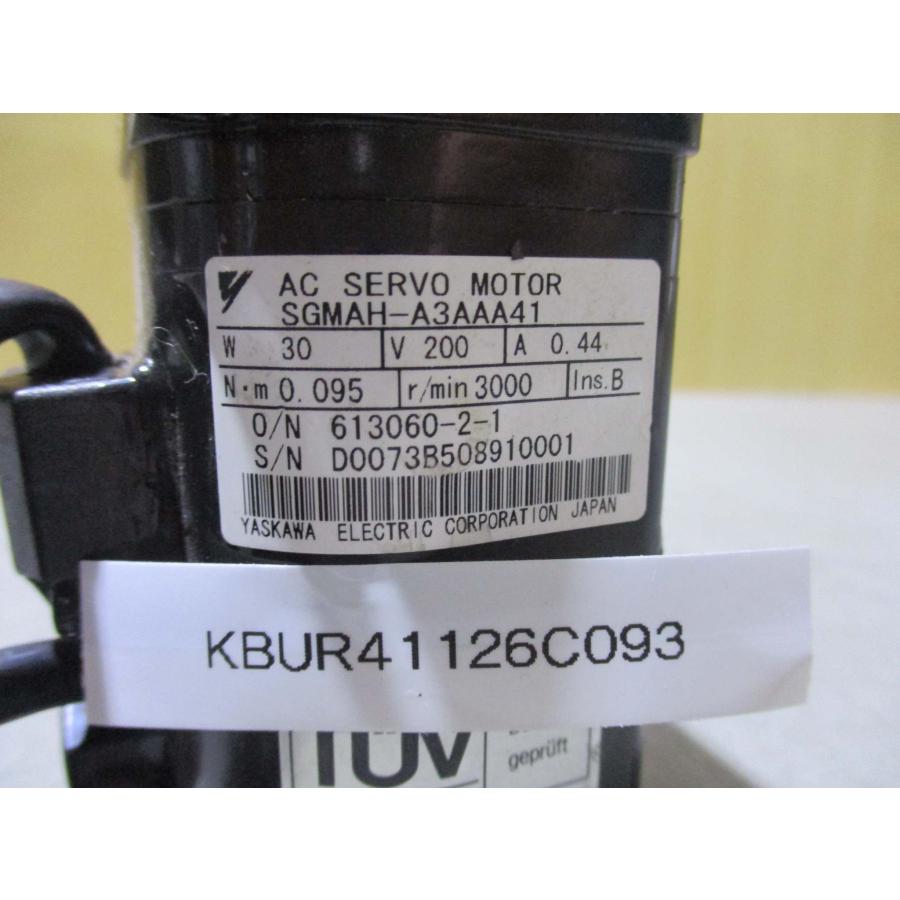 AC SERVO MOTOR
SGMAH-A3AAA41
W 30 V 200 A 0.44
N·m 0.095 r/min 3000 Ins.B
O/N 613060-2-1
S/N D0073B508910001
YASKAWA ELECTRIC CORPORATION JAPAN
KBUR41126C093
TÜV
geprüft